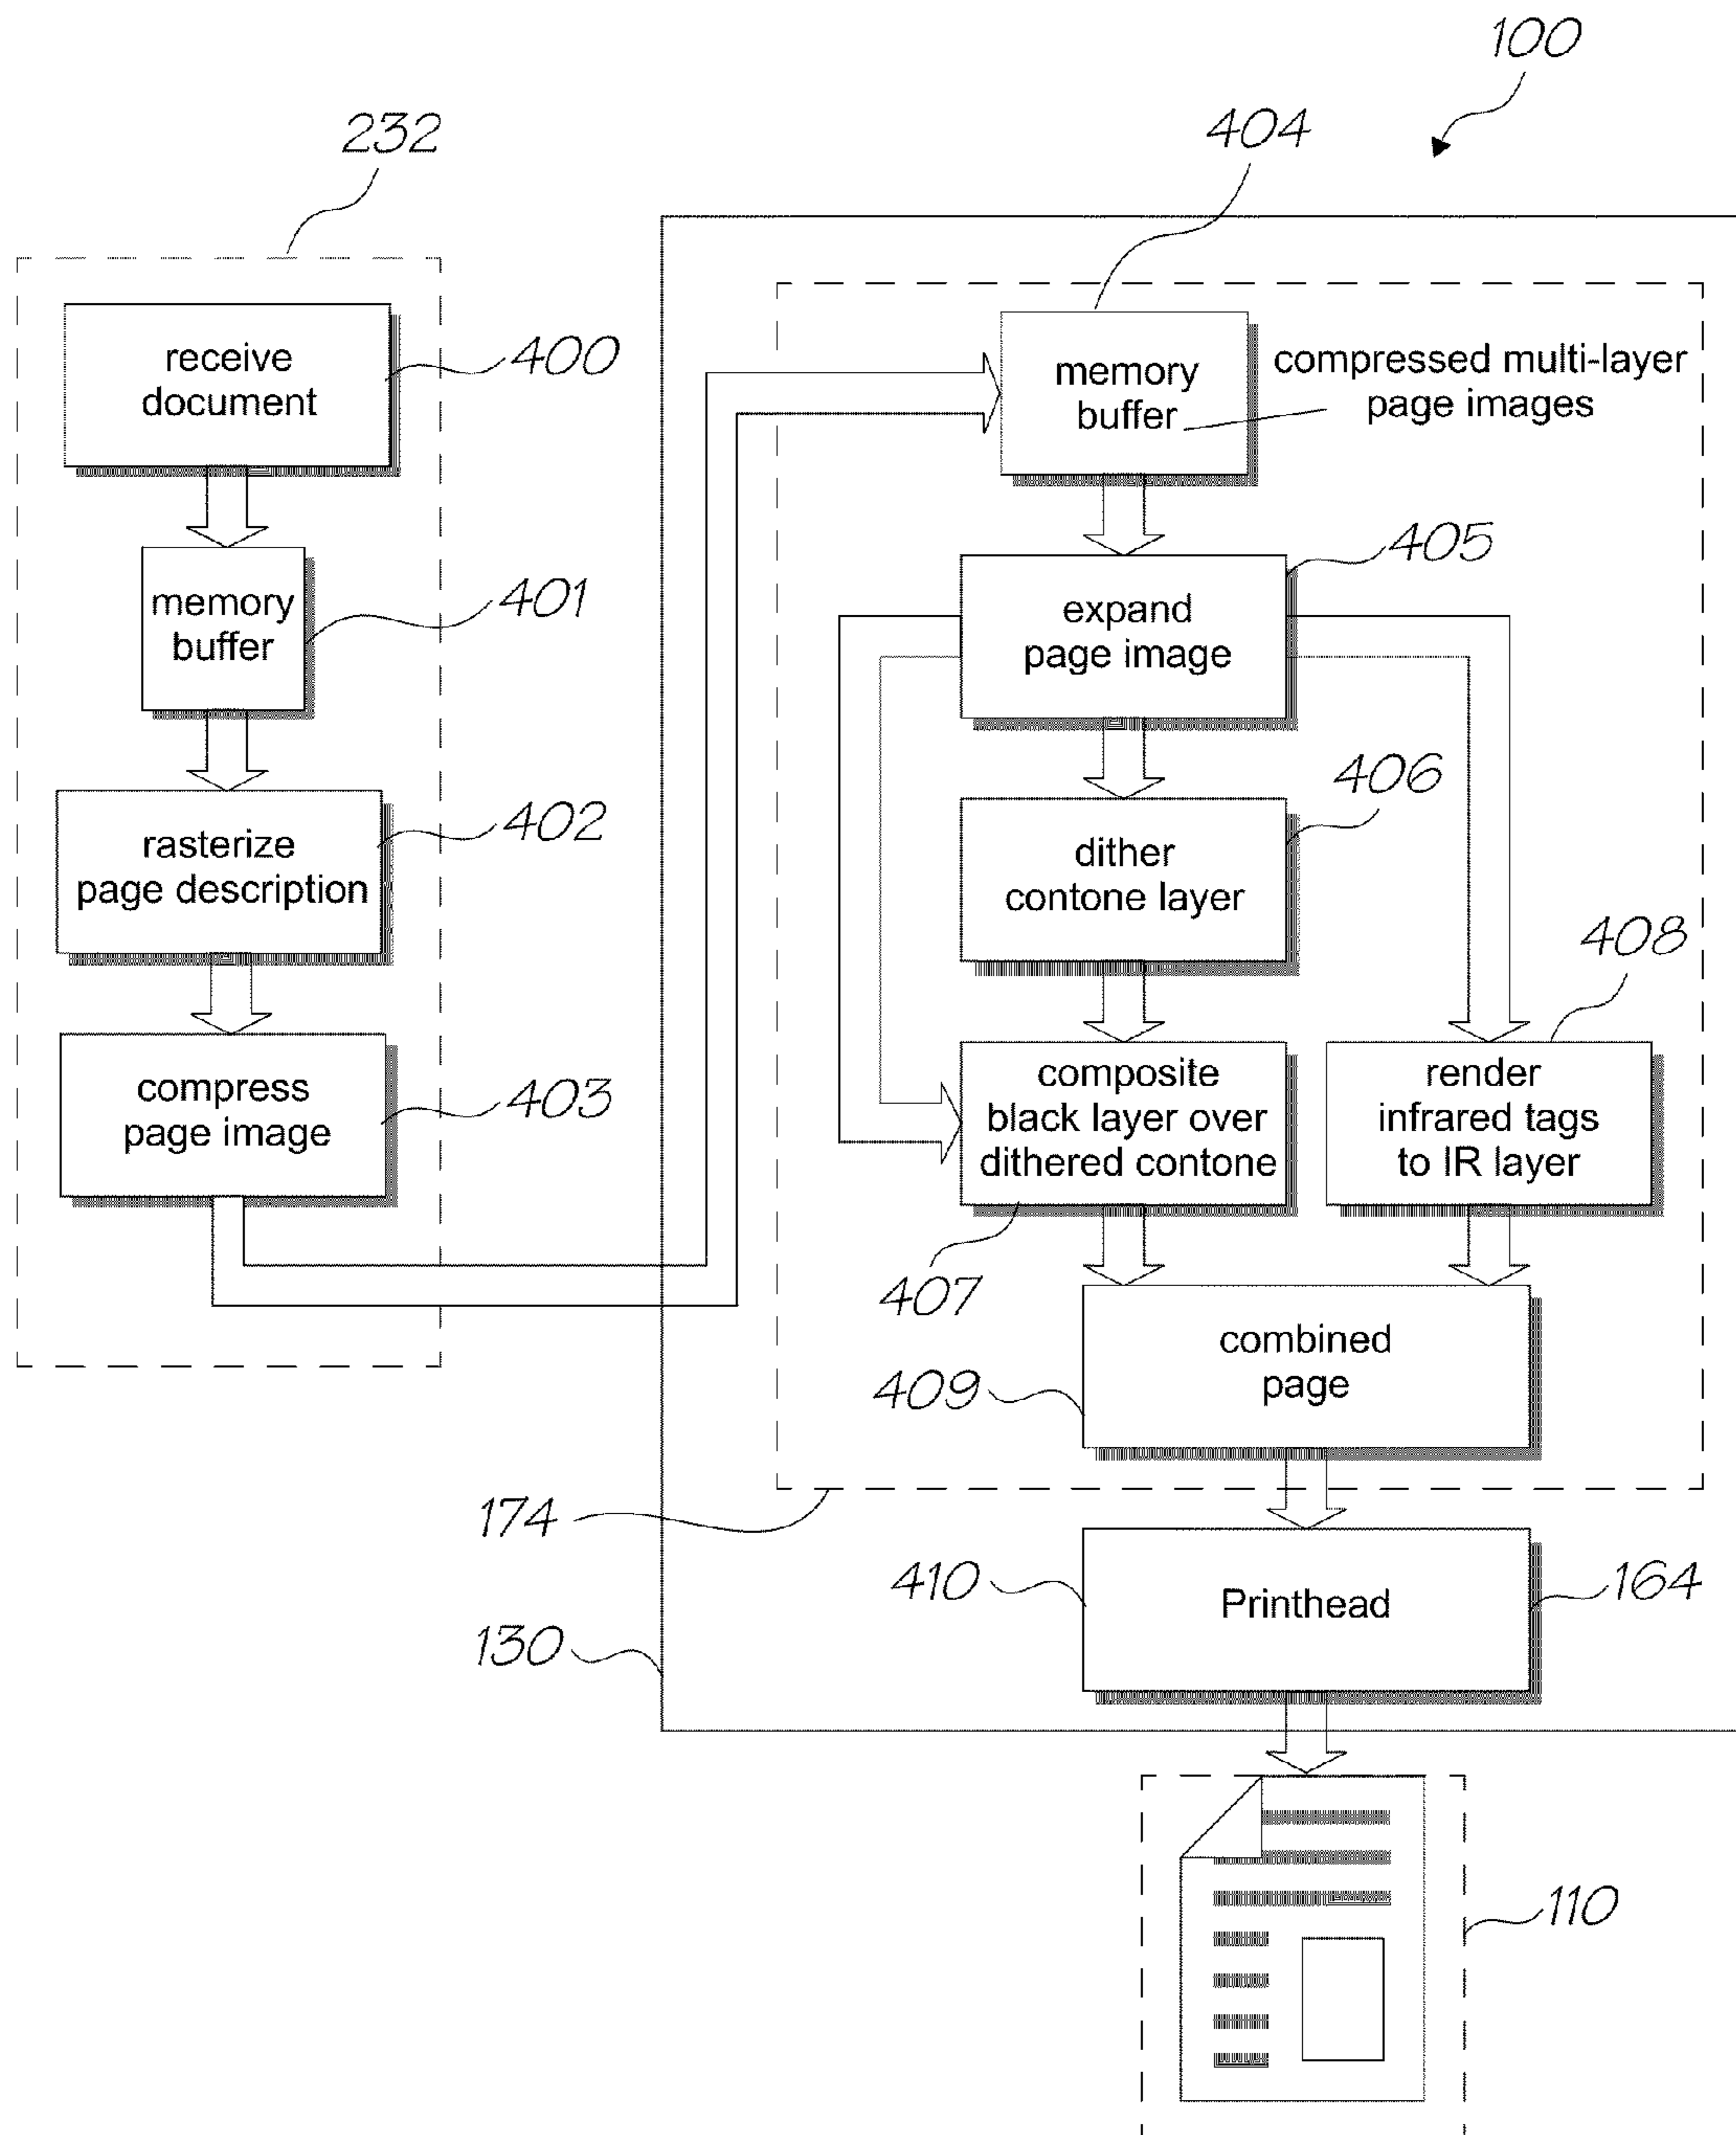 100
232
404
receive
document
400
memory
buffer
compressed multi-layer
page images
memory
buffer
401
expand
page image
405
rasterize
page description
402
dither
contone layer
406
408
compress
page image
403
composite
black layer over
dithered contone
render
infrared tags
to IR layer
407
combined
page
409
174
Printhead
410
164
130
110